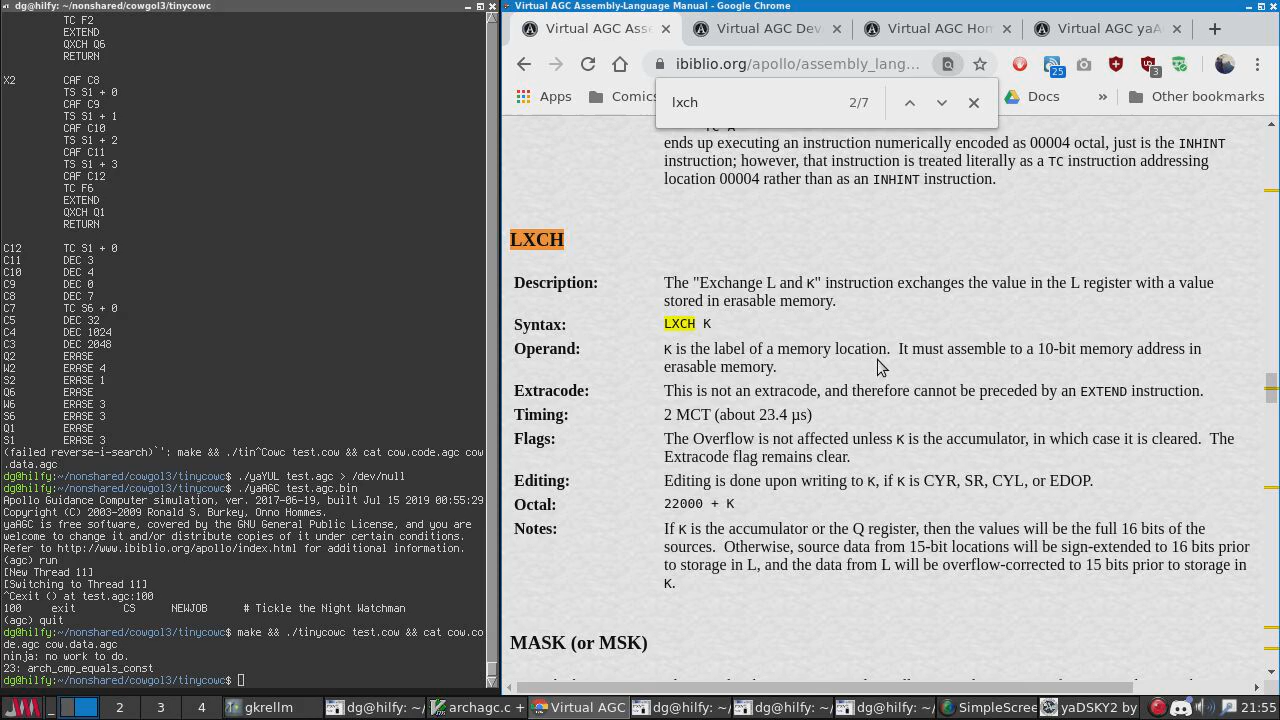 dg@hilfy: ~/nonshared/cowgol3/tinycowc
TC F2
EXTEND
QXCH Q6
RETURN
X2 CAF C8
TS S1 + 0
CAF C9
TS S1 + 1
CAF C10
TS S1 + 2
CAF C11
TS S1 + 3
CAF C12
TC F6
EXTEND
QXCH Q1
RETURN
C12 TC S1 + 0
C11 DEC 3
C10 DEC 4
C9 DEC 0
C8 DEC 7
C7 TC S6 + 0
C5 DEC 32
C4 DEC 1024
C3 DEC 2048
Q2 ERASE
W2 ERASE 4
S2 ERASE 1
Q6 ERASE
W6 ERASE 3
S6 ERASE 3
Q1 ERASE
S1 ERASE 3
(failed reverse-i-search)`': make && ./tin^Cowc test.cow && cat cow.code.agc cow
.data.agc
dg@hilfy:~/nonshared/cowgol3/tinycowc$ ./yaYUL test.agc > /dev/null
dg@hilfy:~/nonshared/cowgol3/tinycowc$ ./yaAGC test.agc.bin
Apollo Guidance Computer simulation, ver. 2017-06-19, built Jul 15 2019 00:55:29
Copyright (C) 2003-2009 Ronald S. Burkey, Onno Hommes.
yaAGC is free software, covered by the GNU General Public License, and you are
welcome to change it and/or distribute copies of it under certain conditions.
Refer to http://www.ibiblio.org/apollo/index.html for additional information.
(agc) run
[New Thread 11]
[Switching to Thread 11]
^Cexit () at test.agc:100
100 exit CS NEWJOB # Tickle the Night Watchman
(agc) quit
dg@hilfy:~/nonshared/cowgol3/tinycowc$ make && ./tinycowc test.cow && cat cow.co
de.agc cow.data.agc
ninja: no work to do.
23: arch_cmp_equals_const
dg@hilfy:~/nonshared/cowgol3/tinycowc$
Virtual AGC Assembly-Language Manual - Google Chrome
Virtual AGC Asse
Virtual AGC Dev
Virtual AGC Hom
Virtual AGC yaA
ibiblio.org/apollo/assembly_lang...
25
3
Apps
Comics
Docs
»
Other bookmarks
lxch 2/7
ends up executing an instruction numerically encoded as 00004 octal, just is the INHINT
instruction; however, that instruction is treated literally as a TC instruction addressing
location 00004 rather than as an INHINT instruction.
LXCH
Description: The "Exchange L and K" instruction exchanges the value in the L register with a value
stored in erasable memory.
Syntax: LXCH K
Operand: K is the label of a memory location. It must assemble to a 10-bit memory address in
erasable memory.
Extracode: This is not an extracode, and therefore cannot be preceded by an EXTEND instruction.
Timing: 2 MCT (about 23.4 µs)
Flags: The Overflow is not affected unless K is the accumulator, in which case it is cleared. The
Extracode flag remains clear.
Editing: Editing is done upon writing to K, if K is CYR, SR, CYL, or EDOP.
Octal: 22000 + K
Notes: If K is the accumulator or the Q register, then the values will be the full 16 bits of the
sources. Otherwise, source data from 15-bit locations will be sign-extended to 16 bits prior
to storage in L, and the data from L will be overflow-corrected to 15 bits prior to storage in
K.
MASK (or MSK)
2 3 4 gkrellm dg@hilfy: ~/ archagc.c + Virtual AGC dg@hilfy: ~/ dg@hilfy: ~/ dg@hilfy: ~/ SimpleScree yaDSKY2 by 21:55